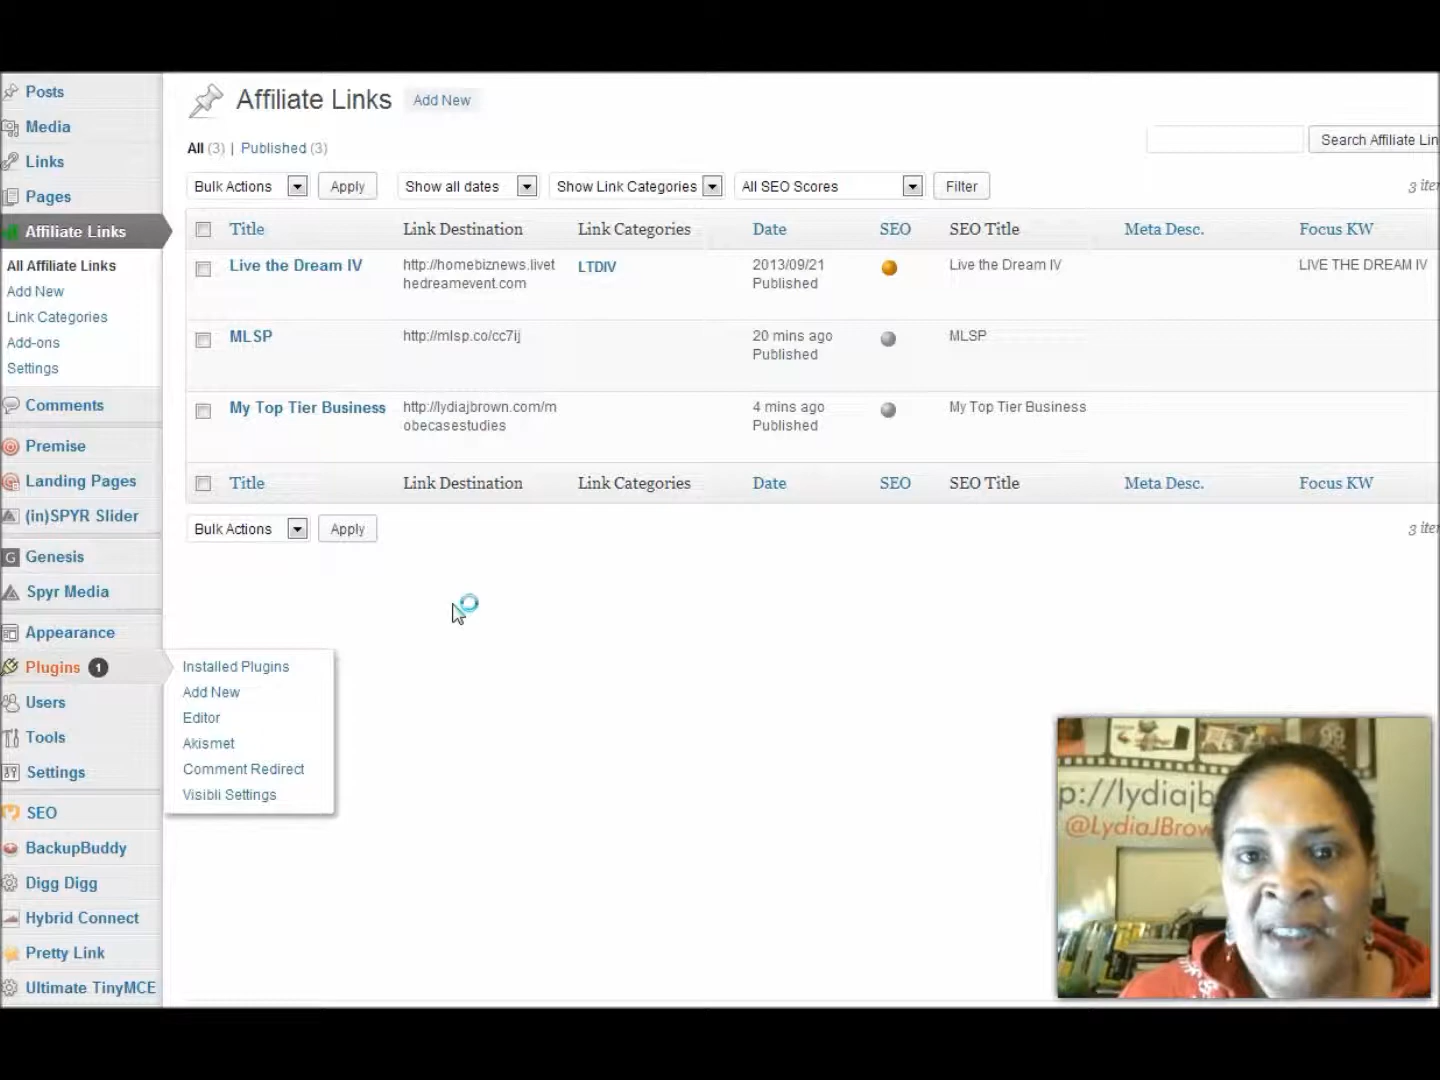 Posts
Media
Links
Pages
Affiliate Links
All Affiliate Links
Add New
Link Categories
Add-ons
Settings
Comments
Premise
Landing Pages
(in)SPYR Slider
Genesis
Spyr Media
Appearance
Plugins 1
Users
Tools
Settings
SEO
BackupBuddy
Digg Digg
Hybrid Connect
Pretty Link
Ultimate TinyMCE
Installed Plugins
Add New
Editor
Akismet
Comment Redirect
Visibli Settings
Affiliate Links Add New
All (3) | Published (3)
Search Affiliate Lin
Bulk Actions Apply Show all dates Show Link Categories All SEO Scores Filter 3 iter
Title Link Destination Link Categories Date SEO SEO Title Meta Desc. Focus KW
Live the Dream IV http://homebiznews.livet LTDIV 2013/09/21 Live the Dream IV LIVE THE DREAM IV
hedreamevent.com Published
MLSP http://mlsp.co/cc7ij 20 mins ago MLSP
Published
My Top Tier Business http://lydiajbrown.com/m 4 mins ago My Top Tier Business
obecasestudies Published
Title Link Destination Link Categories Date SEO SEO Title Meta Desc. Focus KW
Bulk Actions Apply 3 iter
p://lydiajb
@LydiaJBrow